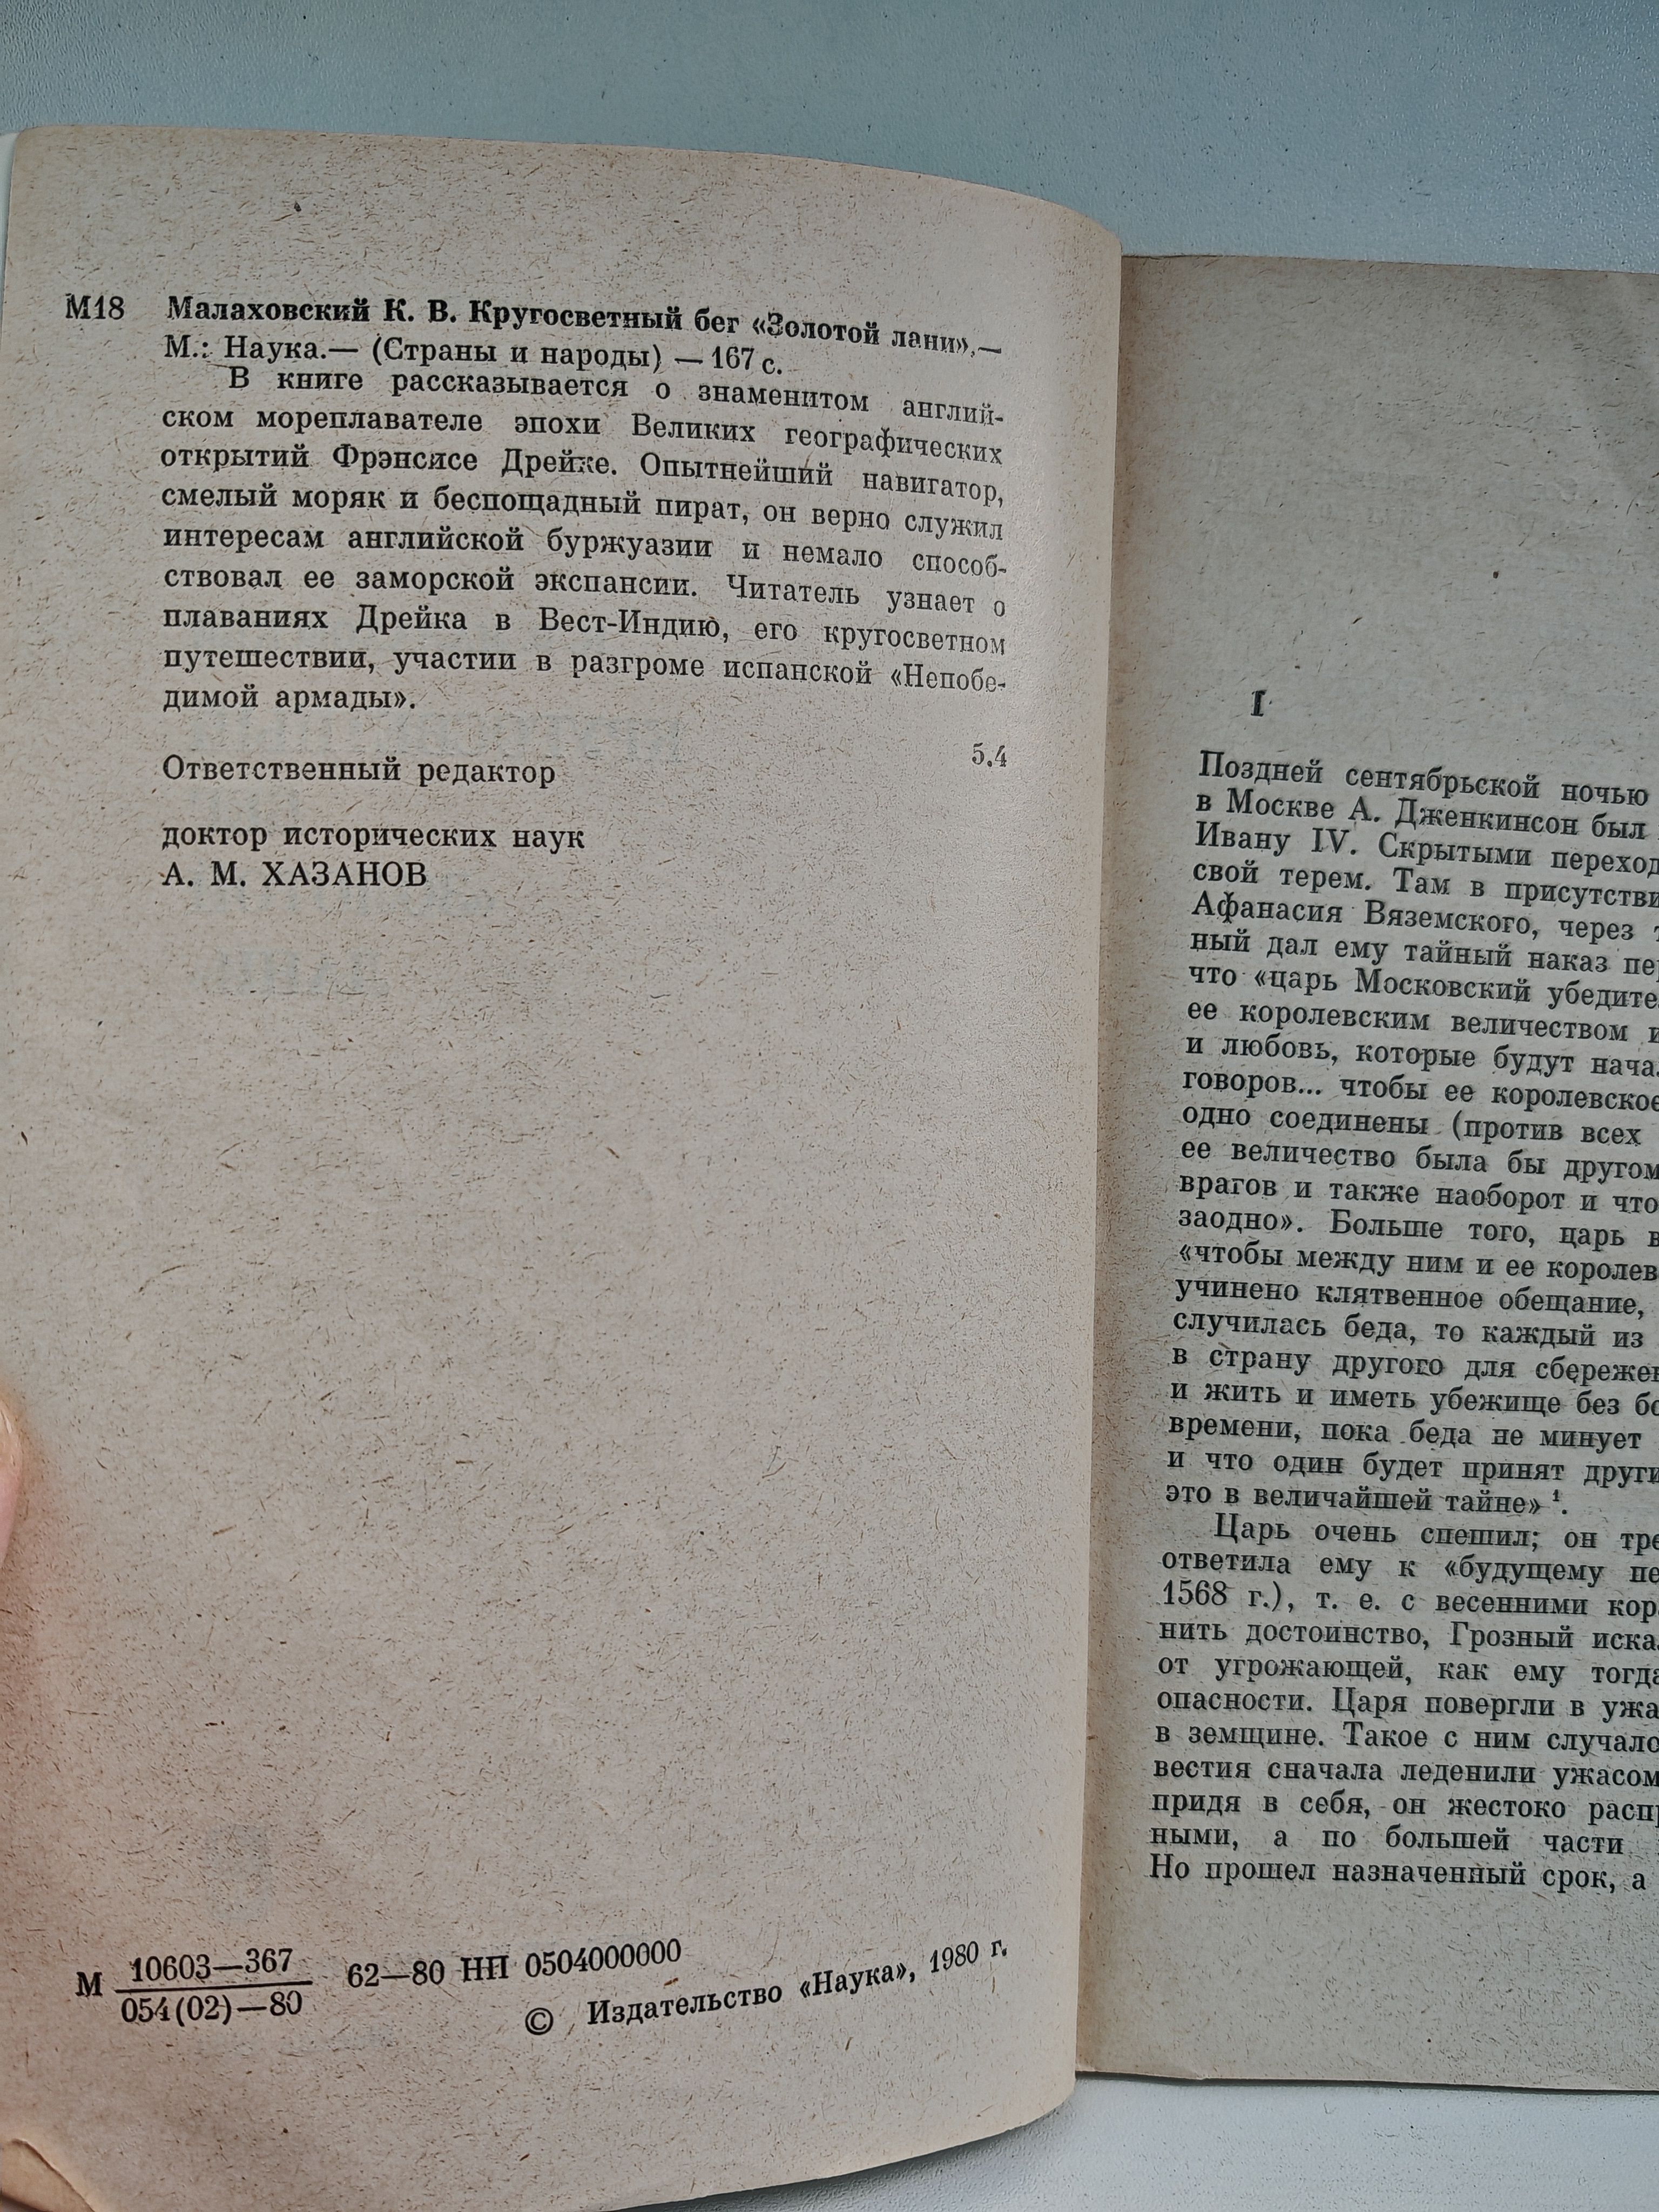 М18 Малаховский К. В. Кругосветный бег «Золотой лани».—
М.: Наука.— (Страны и народы) — 167 с.
В книге рассказывается о знаменитом англий-
ском мореплавателе эпохи Великих географических
открытий Фрэнсисе Дрейке. Опытнейший навигатор,
смелый моряк и беспощадный пират, он верно служил
интересам английской буржуазии и немало способ-
ствовал ее заморской экспансии. Читатель узнает о
плаваниях Дрейка в Вест-Индию, его кругосветном
путешествии, участии в разгроме испанской «Непобе-
димой армады».
5.4
Ответственный редактор
доктор исторических наук
А. М. ХАЗАНОВ
М 10603—367
054(02)—80 62—80 НП 0504000000
© Издательство «Наука», 1980 г.
I
Поздней сентябрьской ночью
в Москве А. Дженкинсон был
Ивану IV. Скрытыми переход
свой терем. Там в присутстви
Афанасия Вяземского, через
ный дал ему тайный наказ пе
что «царь Московский убедите
ее королевским величеством
и любовь, которые будут нача
говоров... чтобы ее королевское
одно соединены (против всех
ее величество была бы другом
врагов и также наоборот и что
заодно». Больше того, царь в
«чтобы между ним и ее королев
учинено клятвенное обещание,
случилась беда, то каждый из
в страну другого для сбереже
и жить и иметь убежище без бо
времени, пока беда не минует
и что один будет принят други
это в величайшей тайне» ¹.
Царь очень спешил; он тре
ответила ему к «будущему пе
1568 г.), т. е. с весенними кор
нить достоинство, Грозный иска
от угрожающей, как ему тогда
опасности. Царя повергли в ужа
в земщине. Такое с ним случало
вестия сначала леденили ужасом
придя в себя, он жестоко расп
ными, а по большей части
Но прошел назначенный срок, а